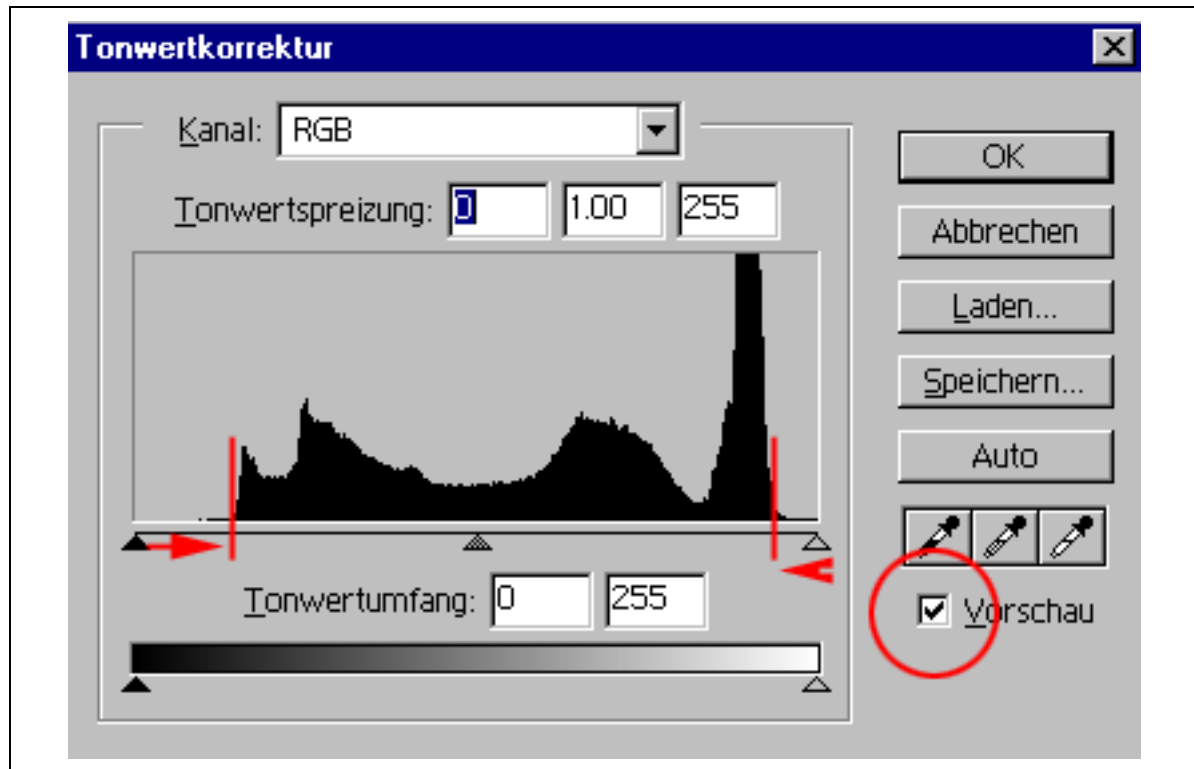 Tonwertkorrektur
Kanal: RGB
Tonwertspreizung: 0 1.00 255
Tonwertumfang: 0 255
OK
Abbrechen
Laden...
Speichern...
Auto
Vorschau